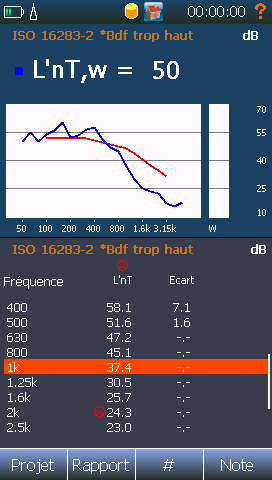 00:00:00 ?
ISO 16283-2 *Bdf trop haut dB
L'nT,w = 50
70
55
40
25
10
50 100 200 400 800 1.6k 3.15k W
ISO 16283-2 *Bdf trop haut dB
Fréquence L'nT Ecart
400 58.1 7.1
500 51.6 1.6
630 47.2 -.-
800 45.1 -.-
1k 37.4 -.-
1.25k 30.5 -.-
1.6k 25.7 -.-
2k 24.3 -.-
2.5k 23.0 -.-
Projet Rapport # Note